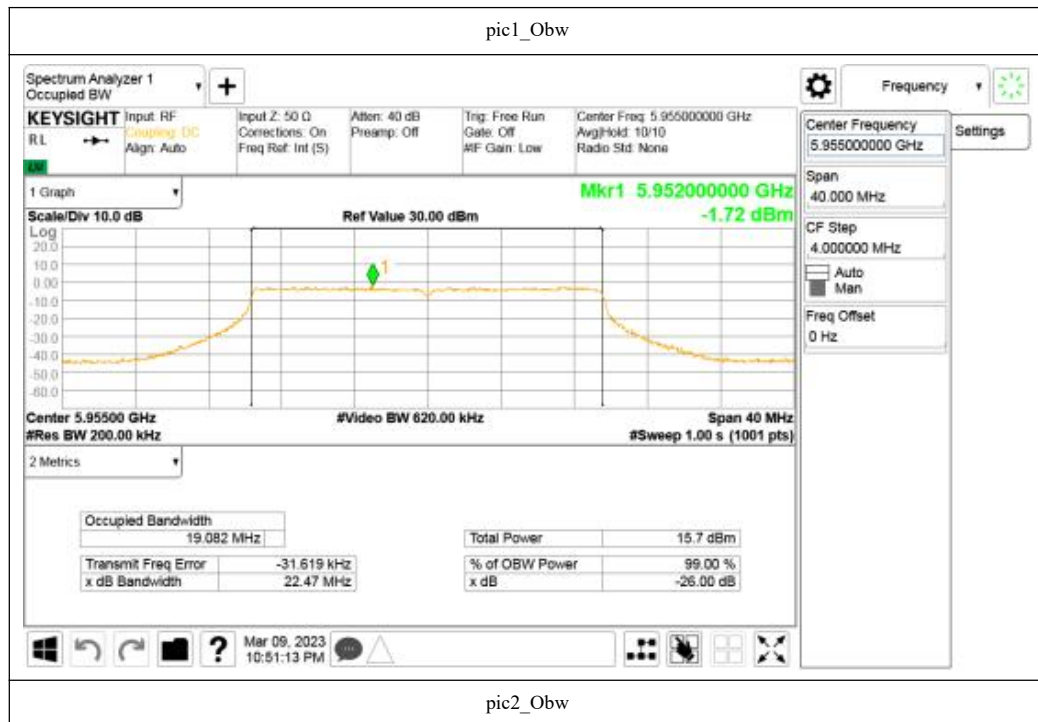 pic1_Obw
Spectrum Analyzer 1
Occupied BW
+
Frequency
KEYSIGHT
Input: RF
Coupling: DC
Align: Auto
Input Z: 50 Ω
Corrections: On
Freq Ref: Int (S)
Atten: 40 dB
Preamp: Off
Trig: Free Run
Gate: Off
#IF Gain: Low
Center Freq: 5.955000000 GHz
Avg|Hold: 10/10
Radio Std: None
RL
Center Frequency
5.955000000 GHz
Settings
Span
40.000 MHz
CF Step
4.000000 MHz
Auto
Man
Freq Offset
0 Hz
1 Graph
Mkr1 5.952000000 GHz
Scale/Div 10.0 dB
Ref Value 30.00 dBm
-1.72 dBm
Log
20.0
10.0
0.00
-10.0
-20.0
-30.0
-40.0
-50.0
-60.0
1
Center 5.95500 GHz
#Video BW 620.00 kHz
Span 40 MHz
#Res BW 200.00 kHz
#Sweep 1.00 s (1001 pts)
2 Metrics
Occupied Bandwidth
19.082 MHz
Total Power 15.7 dBm
Transmit Freq Error -31.619 kHz
% of OBW Power 99.00 %
x dB Bandwidth 22.47 MHz
x dB -26.00 dB
?
Mar 09, 2023
10:51:13 PM
pic2_Obw